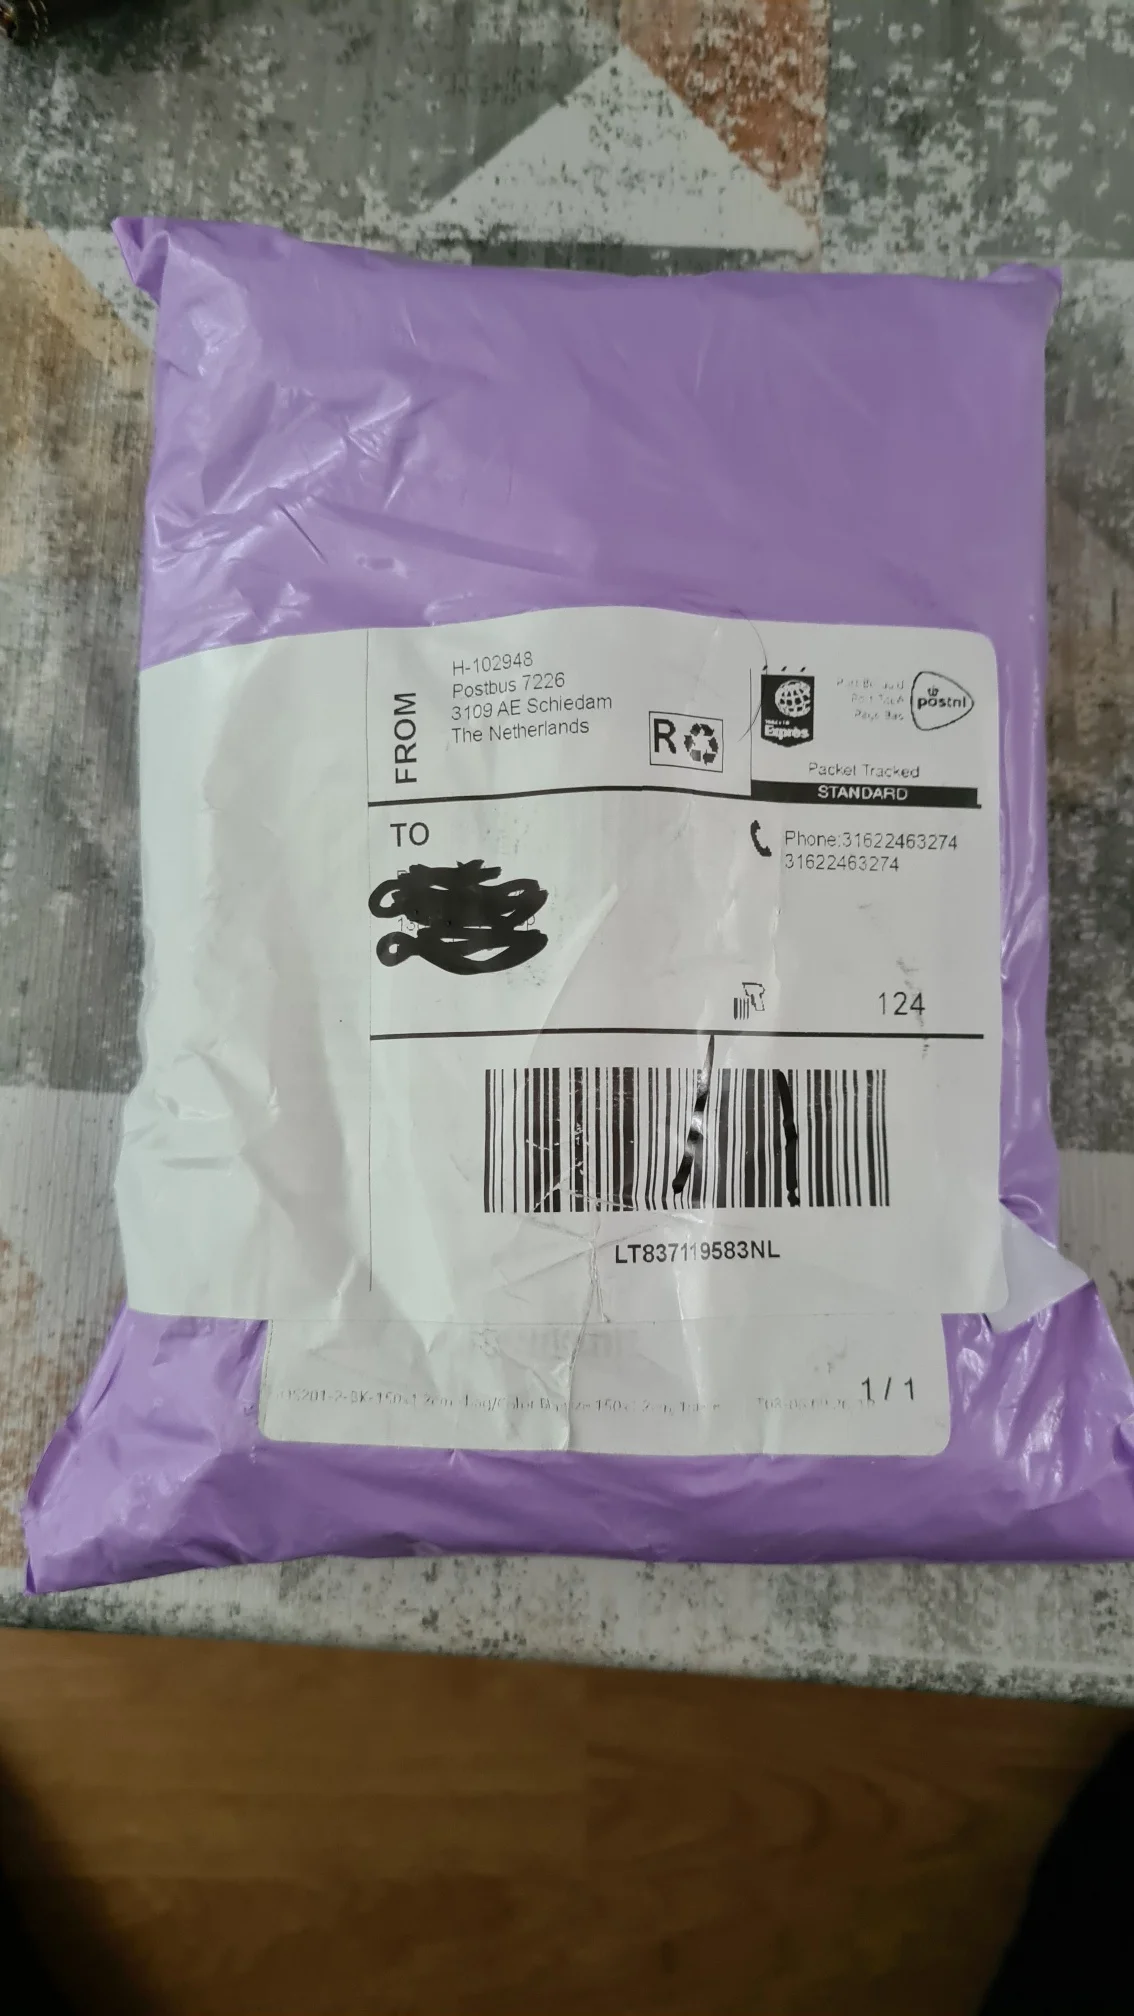 FROM
H-102948
Postbus 7226
3109 AE Schiedam
The Netherlands
R
Exprès
postnl
Packet Tracked
STANDARD
TO
Phone:31622463274
31622463274
124
LT837119583NL
1 / 1